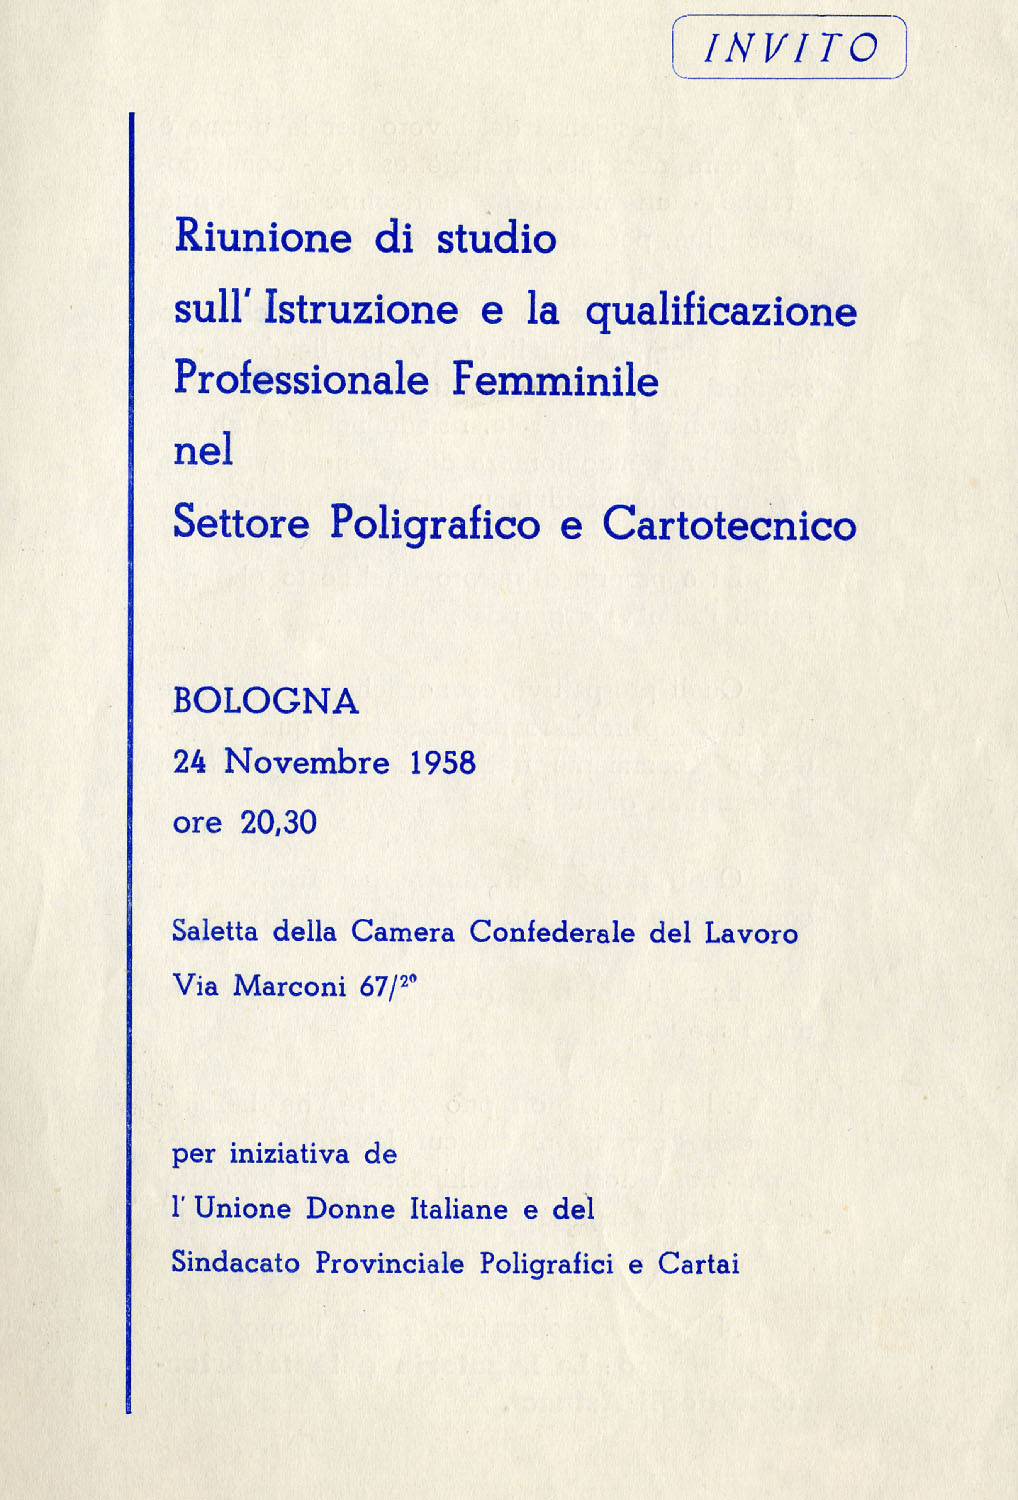 INVITO
Riunione di studio
sull' Istruzione e la qualificazione
Professionale Femminile
nel
Settore Poligrafico e Cartotecnico
BOLOGNA
24 Novembre 1958
ore 20,30
Saletta della Camera Confederale del Lavoro
Via Marconi 67/2º
per iniziativa de
l' Unione Donne Italiane e del
Sindacato Provinciale Poligrafici e Cartai